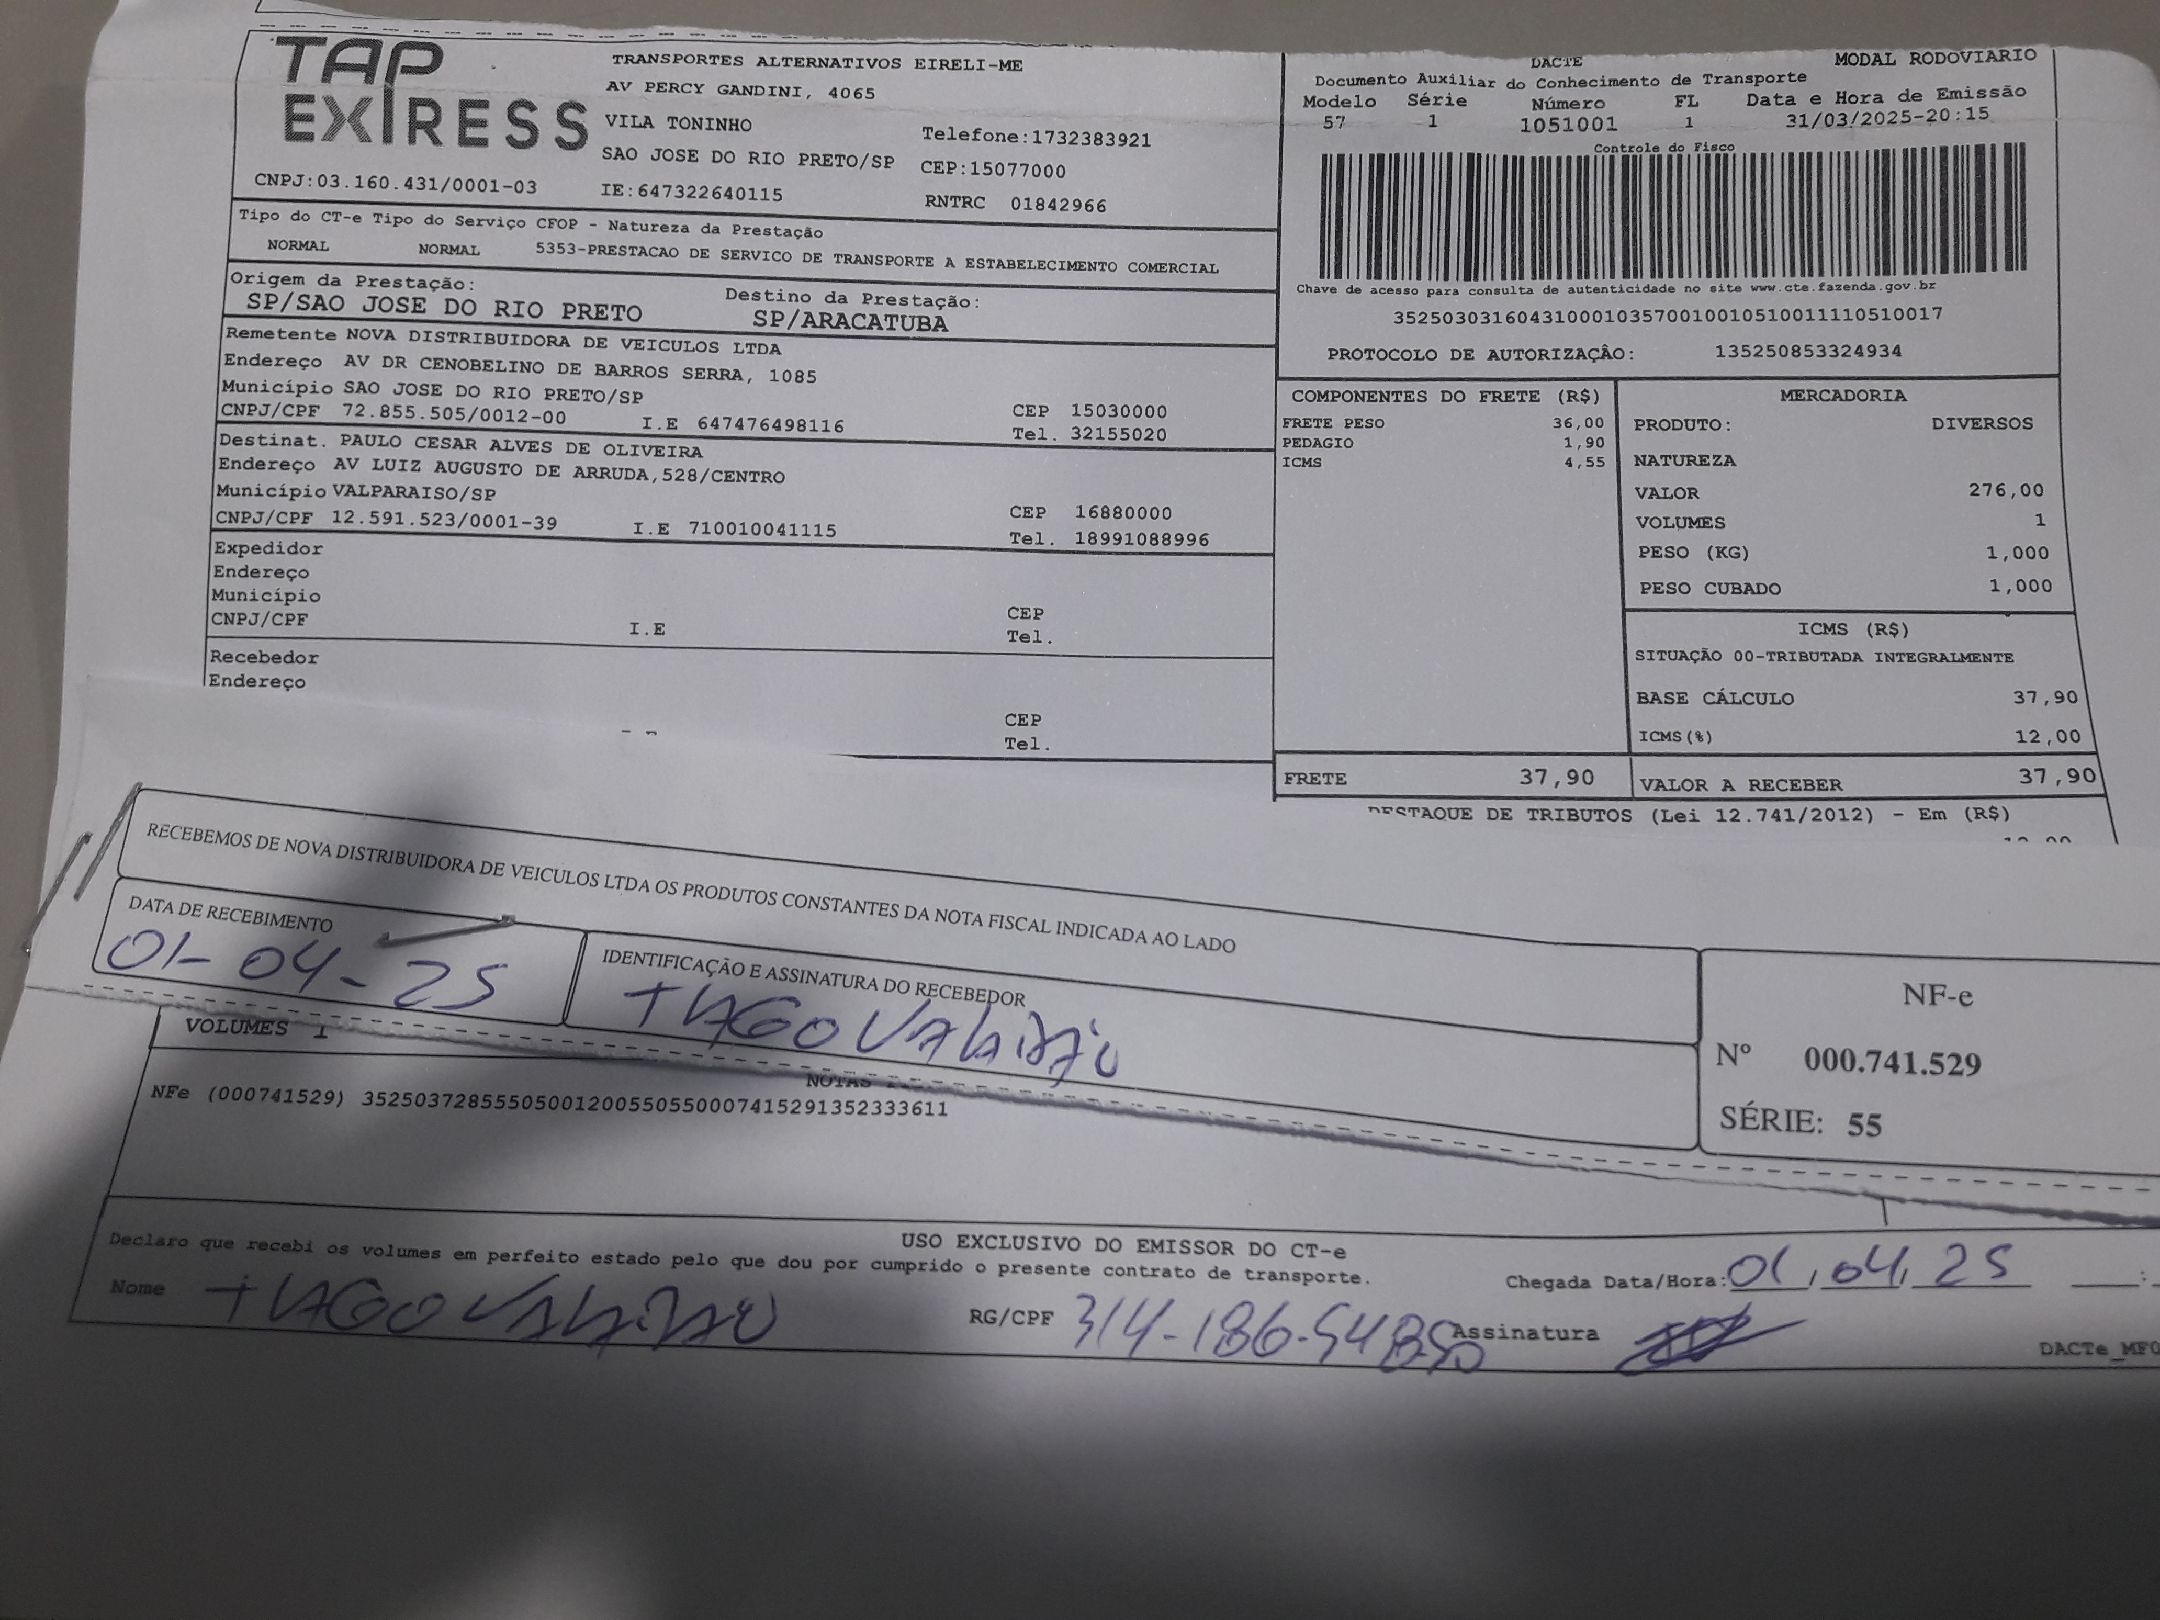 TAP
EXPRESS
TRANSPORTES ALTERNATIVOS EIRELI-ME
AV PERCY GANDINI, 4065
VILA TONINHO
Telefone:1732383921
SAO JOSE DO RIO PRETO/SP CEP:15077000
CNPJ:03.160.431/0001-03 IE:647322640115 RNTRC 01842966
DACTE MODAL RODOVIARIO
Documento Auxiliar do Conhecimento de Transporte
Modelo Série Número FL Data e Hora de Emissão
57 1 1051001 1 31/03/2025-20:15
Controle do Fisco
Chave de acesso para consulta de autenticidade no site www.cte.fazenda.gov.br
35250303160431000103570010010510011110510017
PROTOCOLO DE AUTORIZAÇÂO: 135250853324934
Tipo do CT-e Tipo do Serviço CFOP - Natureza da Prestação
NORMAL NORMAL 5353-PRESTACAO DE SERVICO DE TRANSPORTE A ESTABELECIMENTO COMERCIAL
Origem da Prestação: Destino da Prestação:
SP/SAO JOSE DO RIO PRETO SP/ARACATUBA
Remetente NOVA DISTRIBUIDORA DE VEICULOS LTDA
Endereço AV DR CENOBELINO DE BARROS SERRA, 1085
Município SAO JOSE DO RIO PRETO/SP CEP 15030000
CNPJ/CPF 72.855.505/0012-00 I.E 647476498116 Tel. 32155020
Destinat. PAULO CESAR ALVES DE OLIVEIRA
Endereço AV LUIZ AUGUSTO DE ARRUDA,528/CENTRO
Município VALPARAISO/SP CEP 16880000
CNPJ/CPF 12.591.523/0001-39 I.E 710010041115 Tel. 18991088996
Expedidor
Endereço
Município CEP
CNPJ/CPF I.E Tel.
Recebedor
Endereço
CEP
Tel.
COMPONENTES DO FRETE (R$)
FRETE PESO 36,00
PEDAGIO 1,90
ICMS 4,55
MERCADORIA
PRODUTO: DIVERSOS
NATUREZA
VALOR 276,00
VOLUMES 1
PESO (KG) 1,000
PESO CUBADO 1,000
ICMS (R$)
SITUAÇÃO 00-TRIBUTADA INTEGRALMENTE
BASE CÁLCULO 37,90
ICMS(%) 12,00
FRETE 37,90 VALOR A RECEBER 37,90
DESTAQUE DE TRIBUTOS (Lei 12.741/2012) - Em (R$)
RECEBEMOS DE NOVA DISTRIBUIDORA DE VEICULOS LTDA OS PRODUTOS CONSTANTES DA NOTA FISCAL INDICADA AO LADO
DATA DE RECEBIMENTO
01-04-25
IDENTIFICAÇÃO E ASSINATURA DO RECEBEDOR
TIAGO VALADÃO
NF-e
Nº 000.741.529
SÉRIE: 55
VOLUMES 1
NOTAS
NFe (000741529) 35250372855505001200550550007415291352333611
USO EXCLUSIVO DO EMISSOR DO CT-e
Declaro que recebi os volumes em perfeito estado pelo que dou por cumprido o presente contrato de transporte.
Chegada Data/Hora: 01/04/25
Nome TIAGO VALADÃO RG/CPF Assinatura
DACTe_MF0